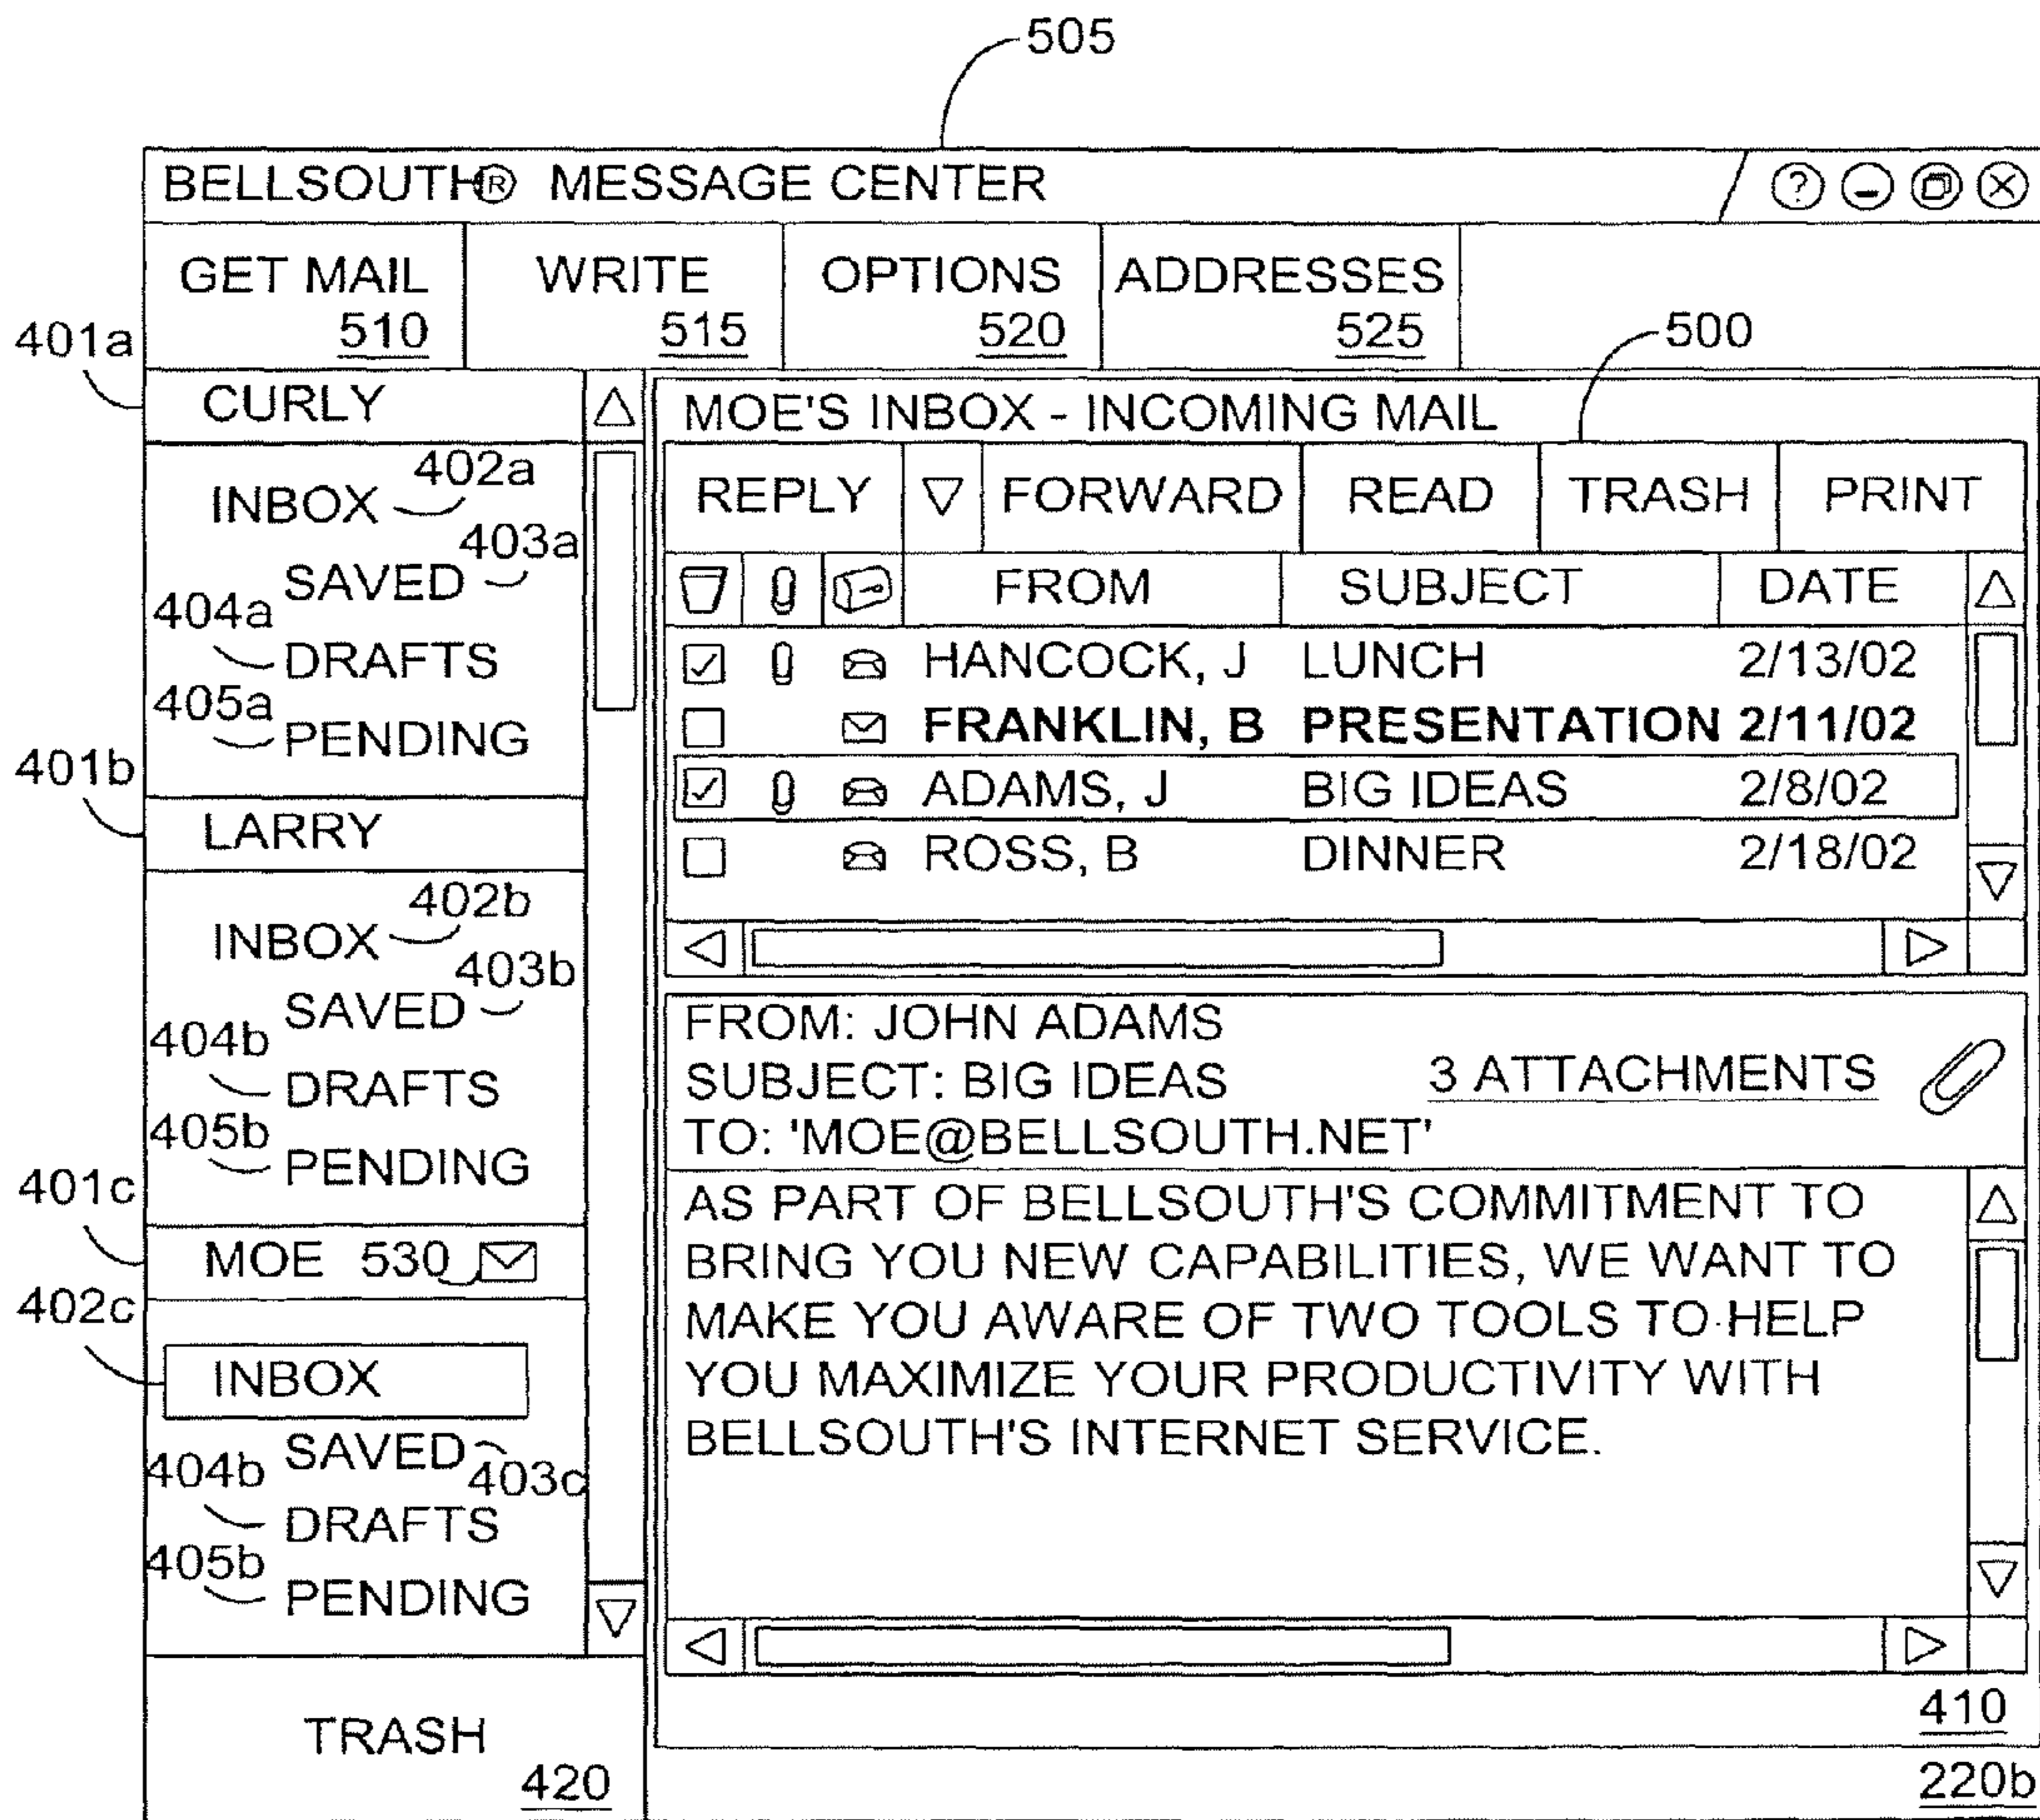 505
BELLSOUTH® MESSAGE CENTER ?
GET MAIL WRITE OPTIONS ADDRESSES
510 515 520 525
401a
500
CURLY
402a
INBOX
403a
SAVED
404a
DRAFTS
405a
PENDING
401b
LARRY
402b
INBOX
403b
SAVED
404b
DRAFTS
405b
PENDING
401c
MOE 530
402c
INBOX
SAVED
403c
404b
DRAFTS
405b
PENDING
TRASH
420
MOE'S INBOX - INCOMING MAIL
REPLY FORWARD READ TRASH PRINT
FROM SUBJECT DATE
HANCOCK, J LUNCH 2/13/02
FRANKLIN, B PRESENTATION 2/11/02
ADAMS, J BIG IDEAS 2/8/02
ROSS, B DINNER 2/18/02
FROM: JOHN ADAMS
SUBJECT: BIG IDEAS 3 ATTACHMENTS
TO: 'MOE@BELLSOUTH.NET'
AS PART OF BELLSOUTH'S COMMITMENT TO
BRING YOU NEW CAPABILITIES, WE WANT TO
MAKE YOU AWARE OF TWO TOOLS TO HELP
YOU MAXIMIZE YOUR PRODUCTIVITY WITH
BELLSOUTH'S INTERNET SERVICE.
410
220b